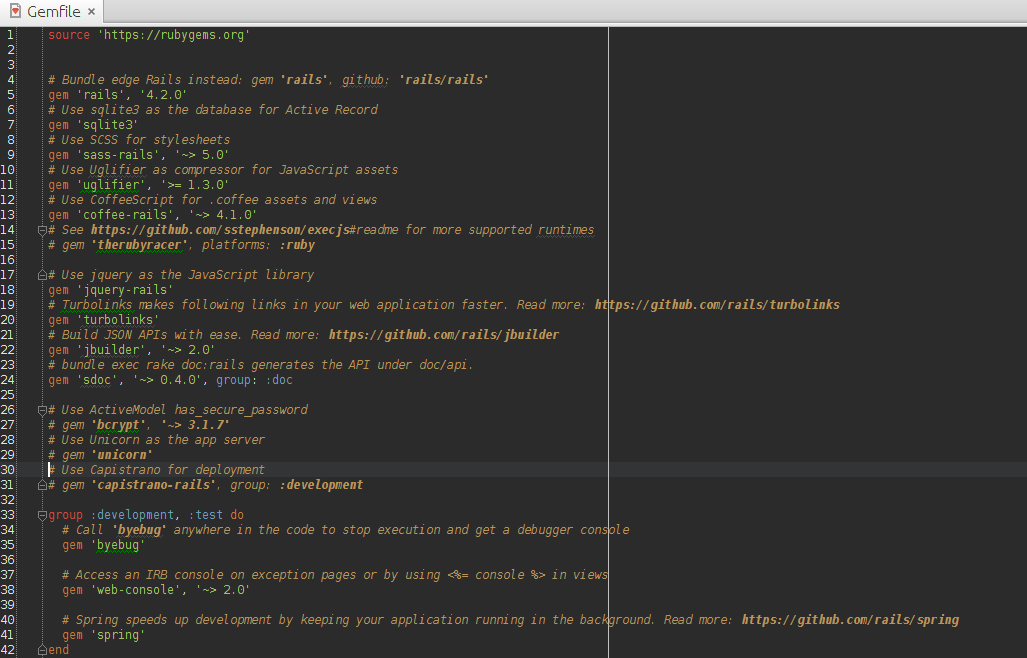 Gemfile ×
1 source 'https://rubygems.org'
2
3
4 # Bundle edge Rails instead: gem 'rails', github: 'rails/rails'
5 gem 'rails', '4.2.0'
6 # Use sqlite3 as the database for Active Record
7 gem 'sqlite3'
8 # Use SCSS for stylesheets
9 gem 'sass-rails', '~> 5.0'
10 # Use Uglifier as compressor for JavaScript assets
11 gem 'uglifier', '>= 1.3.0'
12 # Use CoffeeScript for .coffee assets and views
13 gem 'coffee-rails', '~> 4.1.0'
14 # See https://github.com/sstephenson/execjs#readme for more supported runtimes
15 # gem 'therubyracer', platforms: :ruby
16
17 # Use jquery as the JavaScript library
18 gem 'jquery-rails'
19 # Turbolinks makes following links in your web application faster. Read more: https://github.com/rails/turbolinks
20 gem 'turbolinks'
21 # Build JSON APIs with ease. Read more: https://github.com/rails/jbuilder
22 gem 'jbuilder', '~> 2.0'
23 # bundle exec rake doc:rails generates the API under doc/api.
24 gem 'sdoc', '~> 0.4.0', group: :doc
25
26 # Use ActiveModel has_secure_password
27 # gem 'bcrypt', '~> 3.1.7'
28 # Use Unicorn as the app server
29 # gem 'unicorn'
30 # Use Capistrano for deployment
31 # gem 'capistrano-rails', group: :development
32
33 group :development, :test do
34 # Call 'byebug' anywhere in the code to stop execution and get a debugger console
35 gem 'byebug'
36
37 # Access an IRB console on exception pages or by using <%= console %> in views
38 gem 'web-console', '~> 2.0'
39
40 # Spring speeds up development by keeping your application running in the background. Read more: https://github.com/rails/spring
41 gem 'spring'
42 end